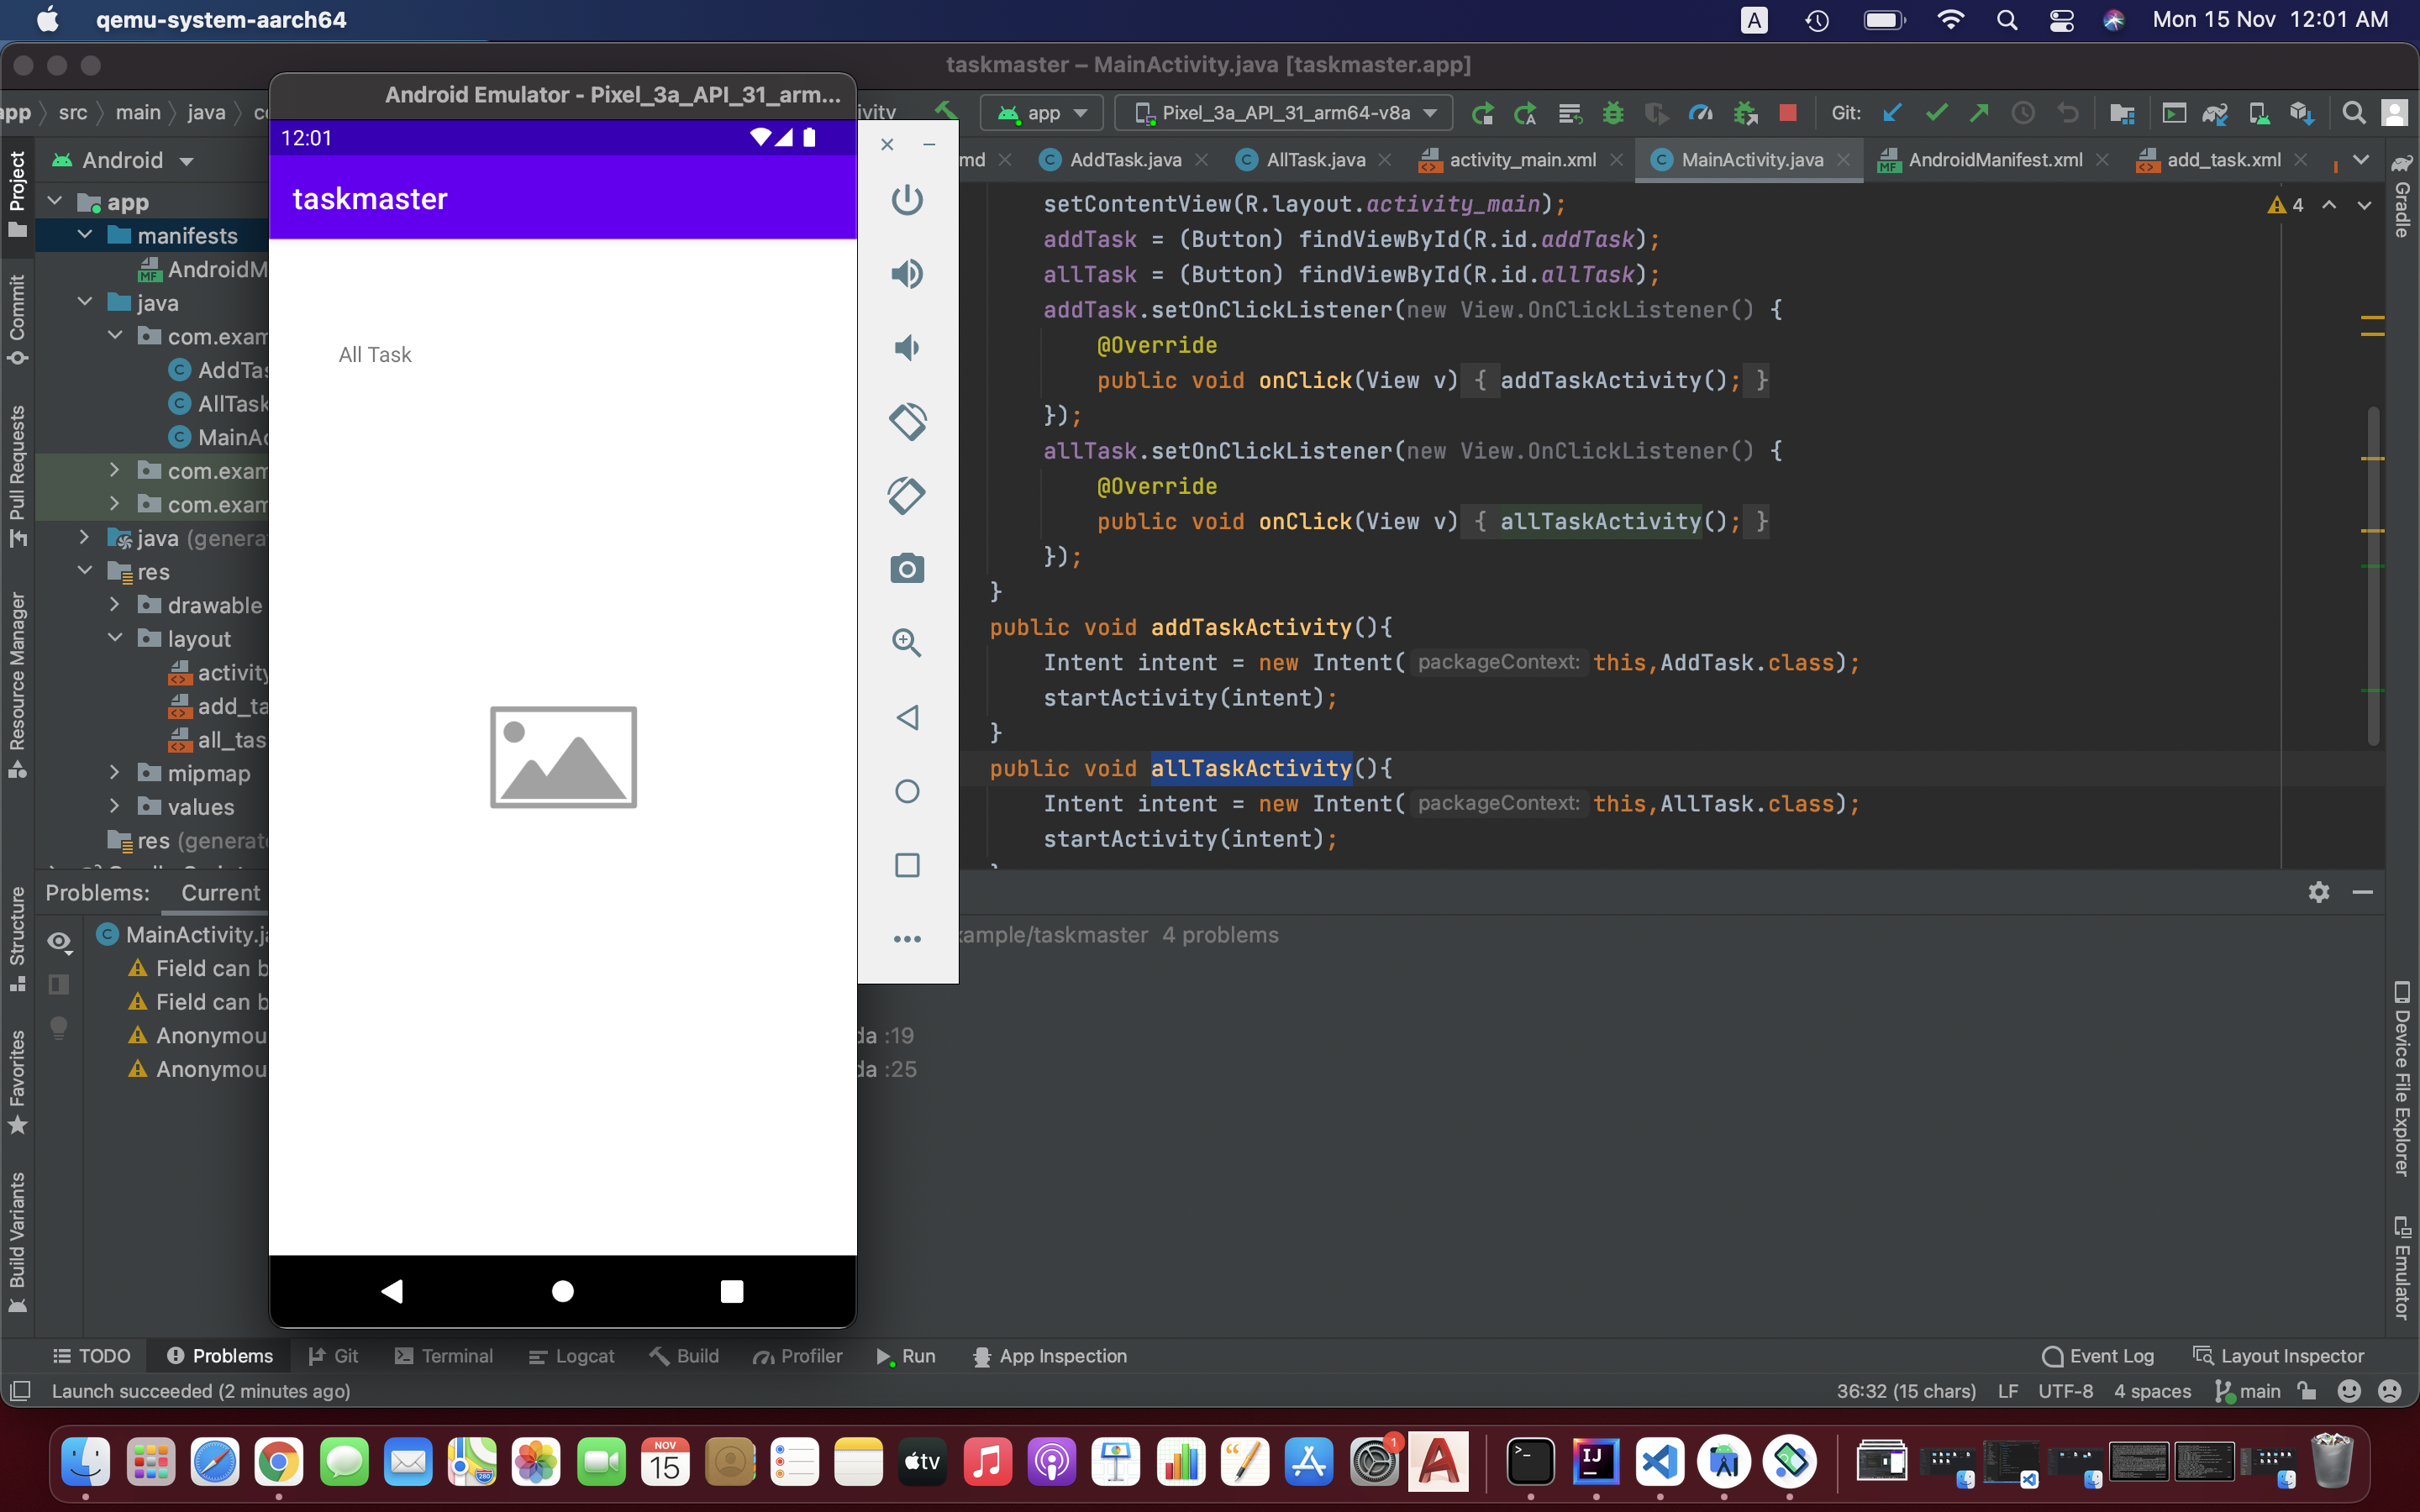 qemu-system-aarch64
A
Mon 15 Nov 12:01 AM
taskmaster – MainActivity.java [taskmaster.app]
Android Emulator - Pixel_3a_API_31_arm...
src main java
app
Pixel_3a_API_31_arm64-v8a
Git:
12:01
taskmaster
All Task
Android
AddTask.java
AllTask.java
activity_main.xml
MainActivity.java
AndroidManifest.xml
add_task.xml
app
manifests
AndroidM
java
com.exam
AddTas
AllTask
MainAc
com.exam
com.exam
java (genera
res
drawable
layout
activity
add_ta
all_tas
mipmap
values
res (generat
setContentView(R.layout.activity_main);
addTask = (Button) findViewById(R.id.addTask);
allTask = (Button) findViewById(R.id.allTask);
addTask.setOnClickListener(new View.OnClickListener() {
@Override
public void onClick(View v) { addTaskActivity(); }
});
allTask.setOnClickListener(new View.OnClickListener() {
@Override
public void onClick(View v) { allTaskActivity(); }
});
}
public void addTaskActivity(){
Intent intent = new Intent( packageContext: this,AddTask.class);
startActivity(intent);
}
public void allTaskActivity(){
Intent intent = new Intent( packageContext: this,AllTask.class);
startActivity(intent);
4
Project
Commit
Pull Requests
Resource Manager
Structure
Favorites
Build Variants
Gradle
Device File Explorer
Emulator
Problems: Current
MainActivity.ja
xample/taskmaster 4 problems
Field can b
Field can b
Anonymou
da :19
Anonymou
da :25
TODO Problems Git Terminal Logcat Build Profiler Run App Inspection
Event Log Layout Inspector
Launch succeeded (2 minutes ago)
36:32 (15 chars) LF UTF-8 4 spaces main
NOV
15
280
tv
1
IJ